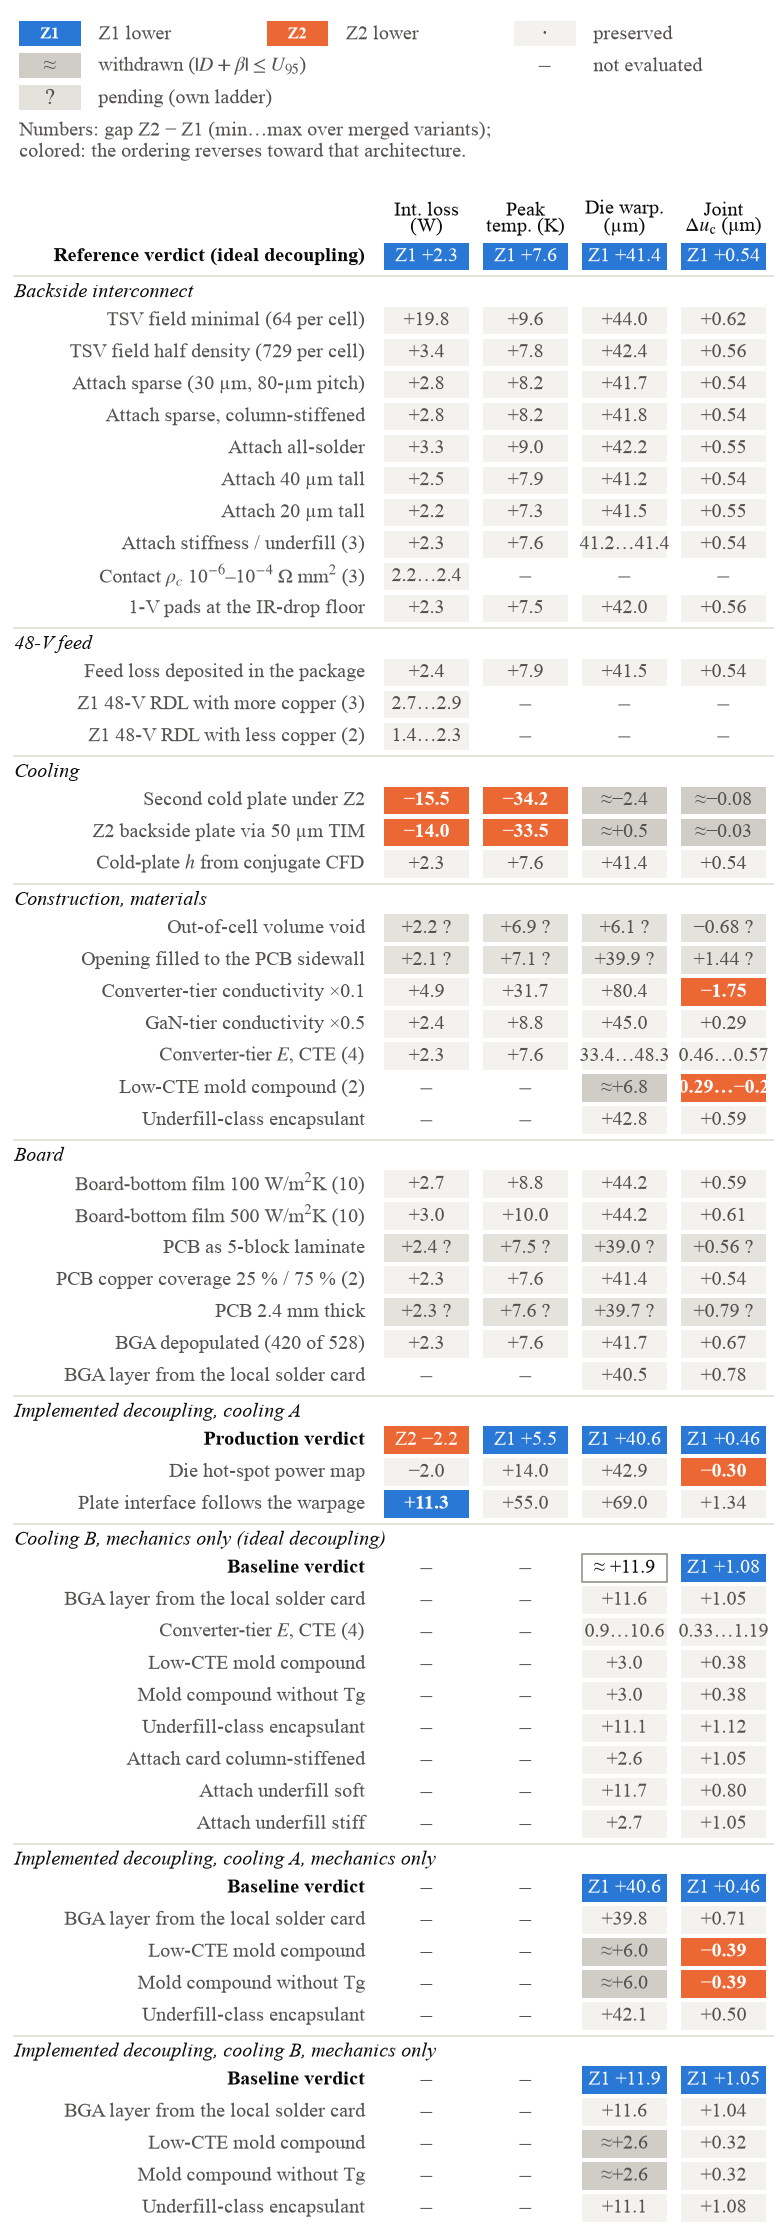 Z1 Z1 lower Z2 Z2 lower · preserved
≈ withdrawn (|D + β| ≤ U95) – not evaluated
? pending (own ladder)
Numbers: gap Z2 − Z1 (min…max over merged variants);
colored: the ordering reverses toward that architecture.
Int. loss (W) Peak temp. (K) Die warp. (µm) Joint Δuc (µm)
Reference verdict (ideal decoupling) Z1 +2.3 Z1 +7.6 Z1 +41.4 Z1 +0.54
Backside interconnect
TSV field minimal (64 per cell) +19.8 +9.6 +44.0 +0.62
TSV field half density (729 per cell) +3.4 +7.8 +42.4 +0.56
Attach sparse (30 µm, 80-µm pitch) +2.8 +8.2 +41.7 +0.54
Attach sparse, column-stiffened +2.8 +8.2 +41.8 +0.54
Attach all-solder +3.3 +9.0 +42.2 +0.55
Attach 40 µm tall +2.5 +7.9 +41.2 +0.54
Attach 20 µm tall +2.2 +7.3 +41.5 +0.55
Attach stiffness / underfill (3) +2.3 +7.6 41.2…41.4 +0.54
Contact ρc 10−6–10−4 Ω mm2 (3) 2.2…2.4 – – –
1-V pads at the IR-drop floor +2.3 +7.5 +42.0 +0.56
48-V feed
Feed loss deposited in the package +2.4 +7.9 +41.5 +0.54
Z1 48-V RDL with more copper (3) 2.7…2.9 – – –
Z1 48-V RDL with less copper (2) 1.4…2.3 – – –
Cooling
Second cold plate under Z2 −15.5 −34.2 ≈−2.4 ≈−0.08
Z2 backside plate via 50 µm TIM −14.0 −33.5 ≈+0.5 ≈−0.03
Cold-plate h from conjugate CFD +2.3 +7.6 +41.4 +0.54
Construction, materials
Out-of-cell volume void +2.2 ? +6.9 ? +6.1 ? −0.68 ?
Opening filled to the PCB sidewall +2.1 ? +7.1 ? +39.9 ? +1.44 ?
Converter-tier conductivity ×0.1 +4.9 +31.7 +80.4 −1.75
GaN-tier conductivity ×0.5 +2.4 +8.8 +45.0 +0.29
Converter-tier E, CTE (4) +2.3 +7.6 33.4…48.3 0.46…0.57
Low-CTE mold compound (2) – – ≈+6.8 0.29…−0.2
Underfill-class encapsulant – – +42.8 +0.59
Board
Board-bottom film 100 W/m2K (10) +2.7 +8.8 +44.2 +0.59
Board-bottom film 500 W/m2K (10) +3.0 +10.0 +44.2 +0.61
PCB as 5-block laminate +2.4 ? +7.5 ? +39.0 ? +0.56 ?
PCB copper coverage 25 % / 75 % (2) +2.3 +7.6 +41.4 +0.54
PCB 2.4 mm thick +2.3 ? +7.6 ? +39.7 ? +0.79 ?
BGA depopulated (420 of 528) +2.3 +7.6 +41.7 +0.67
BGA layer from the local solder card – – +40.5 +0.78
Implemented decoupling, cooling A
Production verdict Z2 −2.2 Z1 +5.5 Z1 +40.6 Z1 +0.46
Die hot-spot power map −2.0 +14.0 +42.9 −0.30
Plate interface follows the warpage +11.3 +55.0 +69.0 +1.34
Cooling B, mechanics only (ideal decoupling)
Baseline verdict – – ≈ +11.9 Z1 +1.08
BGA layer from the local solder card – – +11.6 +1.05
Converter-tier E, CTE (4) – – 0.9…10.6 0.33…1.19
Low-CTE mold compound – – +3.0 +0.38
Mold compound without Tg – – +3.0 +0.38
Underfill-class encapsulant – – +11.1 +1.12
Attach card column-stiffened – – +2.6 +1.05
Attach underfill soft – – +11.7 +0.80
Attach underfill stiff – – +2.7 +1.05
Implemented decoupling, cooling A, mechanics only
Baseline verdict – – Z1 +40.6 Z1 +0.46
BGA layer from the local solder card – – +39.8 +0.71
Low-CTE mold compound – – ≈+6.0 −0.39
Mold compound without Tg – – ≈+6.0 −0.39
Underfill-class encapsulant – – +42.1 +0.50
Implemented decoupling, cooling B, mechanics only
Baseline verdict – – Z1 +11.9 Z1 +1.05
BGA layer from the local solder card – – +11.6 +1.04
Low-CTE mold compound – – ≈+2.6 +0.32
Mold compound without Tg – – ≈+2.6 +0.32
Underfill-class encapsulant – – +11.1 +1.08